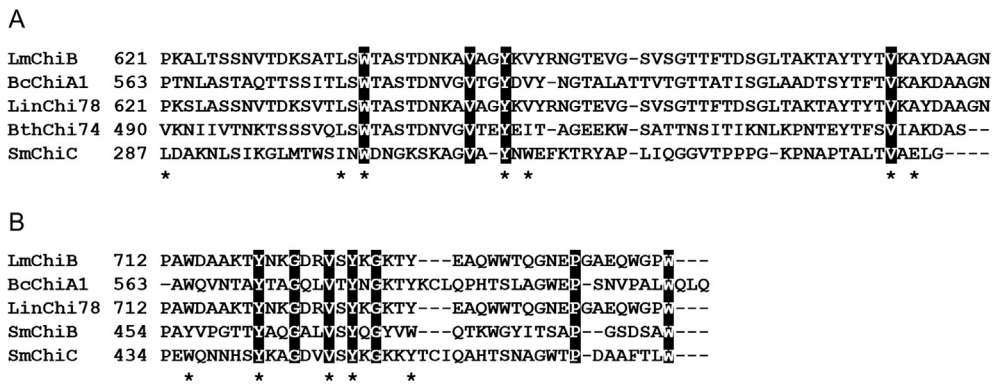 A
LmChiB 621 PKALTSSNVTDKSATLSWTASTDNKAVAGYKVYRNGTEVG-SVSGTTFTDSGLTAKTAYTYTVKAYDAAGN
BcChiA1 563 PTNLASTAQTTSSITLSWTASTDNVGVTGYDVY-NGTALATTVTGTTATISGLAADTSYTFTVKAKDAAGN
LinChi78 621 PKSLASSNVTDKSVTLSWTASTDNKAVAGYKVYRNGTEVG-SVSGTTFTDSGLTAKTAYTYTVKAYDAAGN
BthChi74 490 VKNIIVTNKTSSSVQLSWTASTDNVGVTEYEIT-AGEEKW-SATTNSITIKNLKPNTEYTFSVIAKDAS--
SmChiC 287 LDAKNLSIKGLMTWSINWDNGKSKAGVA-YNWEFKTRYAP-LIQGGVTPPPG-KPNAPTALTVAELG----
* * * * * * *
B
LmChiB 712 PAWDAAKTYNKGDRVSYKGKTY---EAQWWTQGNEPGAEQWGPW---
BcChiA1 563 -AWQVNTAYTAGQLVTYNGKTYKCLQPHTSLAGWEP-SNVPALWQLQ
LinChi78 712 PAWDAAKTYNKGDRVSYKGKTY---EAQWWTQGNEPGAEQWGPW---
SmChiB 454 PAYVPGTTYAQGALVSYQGYVW---QTKWGYITSAP--GSDSAW---
SmChiC 434 PEWQNNHSYKAGDVVSYKGKKYTCIQAHTSNAGWTP-DAAFTLW---
* * * * *